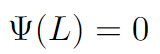 Ψ(L) = 0